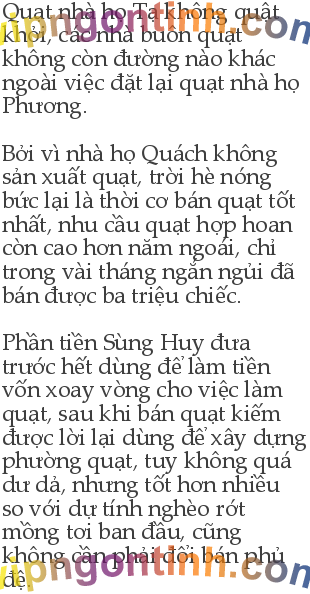 Quạt nhà họ Tạ không quật
khỏi, các nhà buôn quạt
không còn đường nào khác
ngoài việc đặt lại quạt nhà họ
Phương.
Bởi vì nhà họ Quách không
sản xuất quạt, trời hè nóng
bức lại là thời cơ bán quạt tốt
nhất, nhu cầu quạt hợp hoan
còn cao hơn năm ngoái, chỉ
trong vài tháng ngắn ngủi đã
bán được ba triệu chiếc.
Phần tiền Sùng Huy đưa
trước hết dùng để làm tiền
vốn xoay vòng cho việc làm
quạt, sau khi bán quạt kiếm
được lời lại dùng để xây dựng
phường quạt, tuy không quá
dư dả, nhưng tốt hơn nhiều
so với dự tính nghèo rớt
mồng tơi ban đầu, cũng
không cần phải đổi bán phủ
đệ.